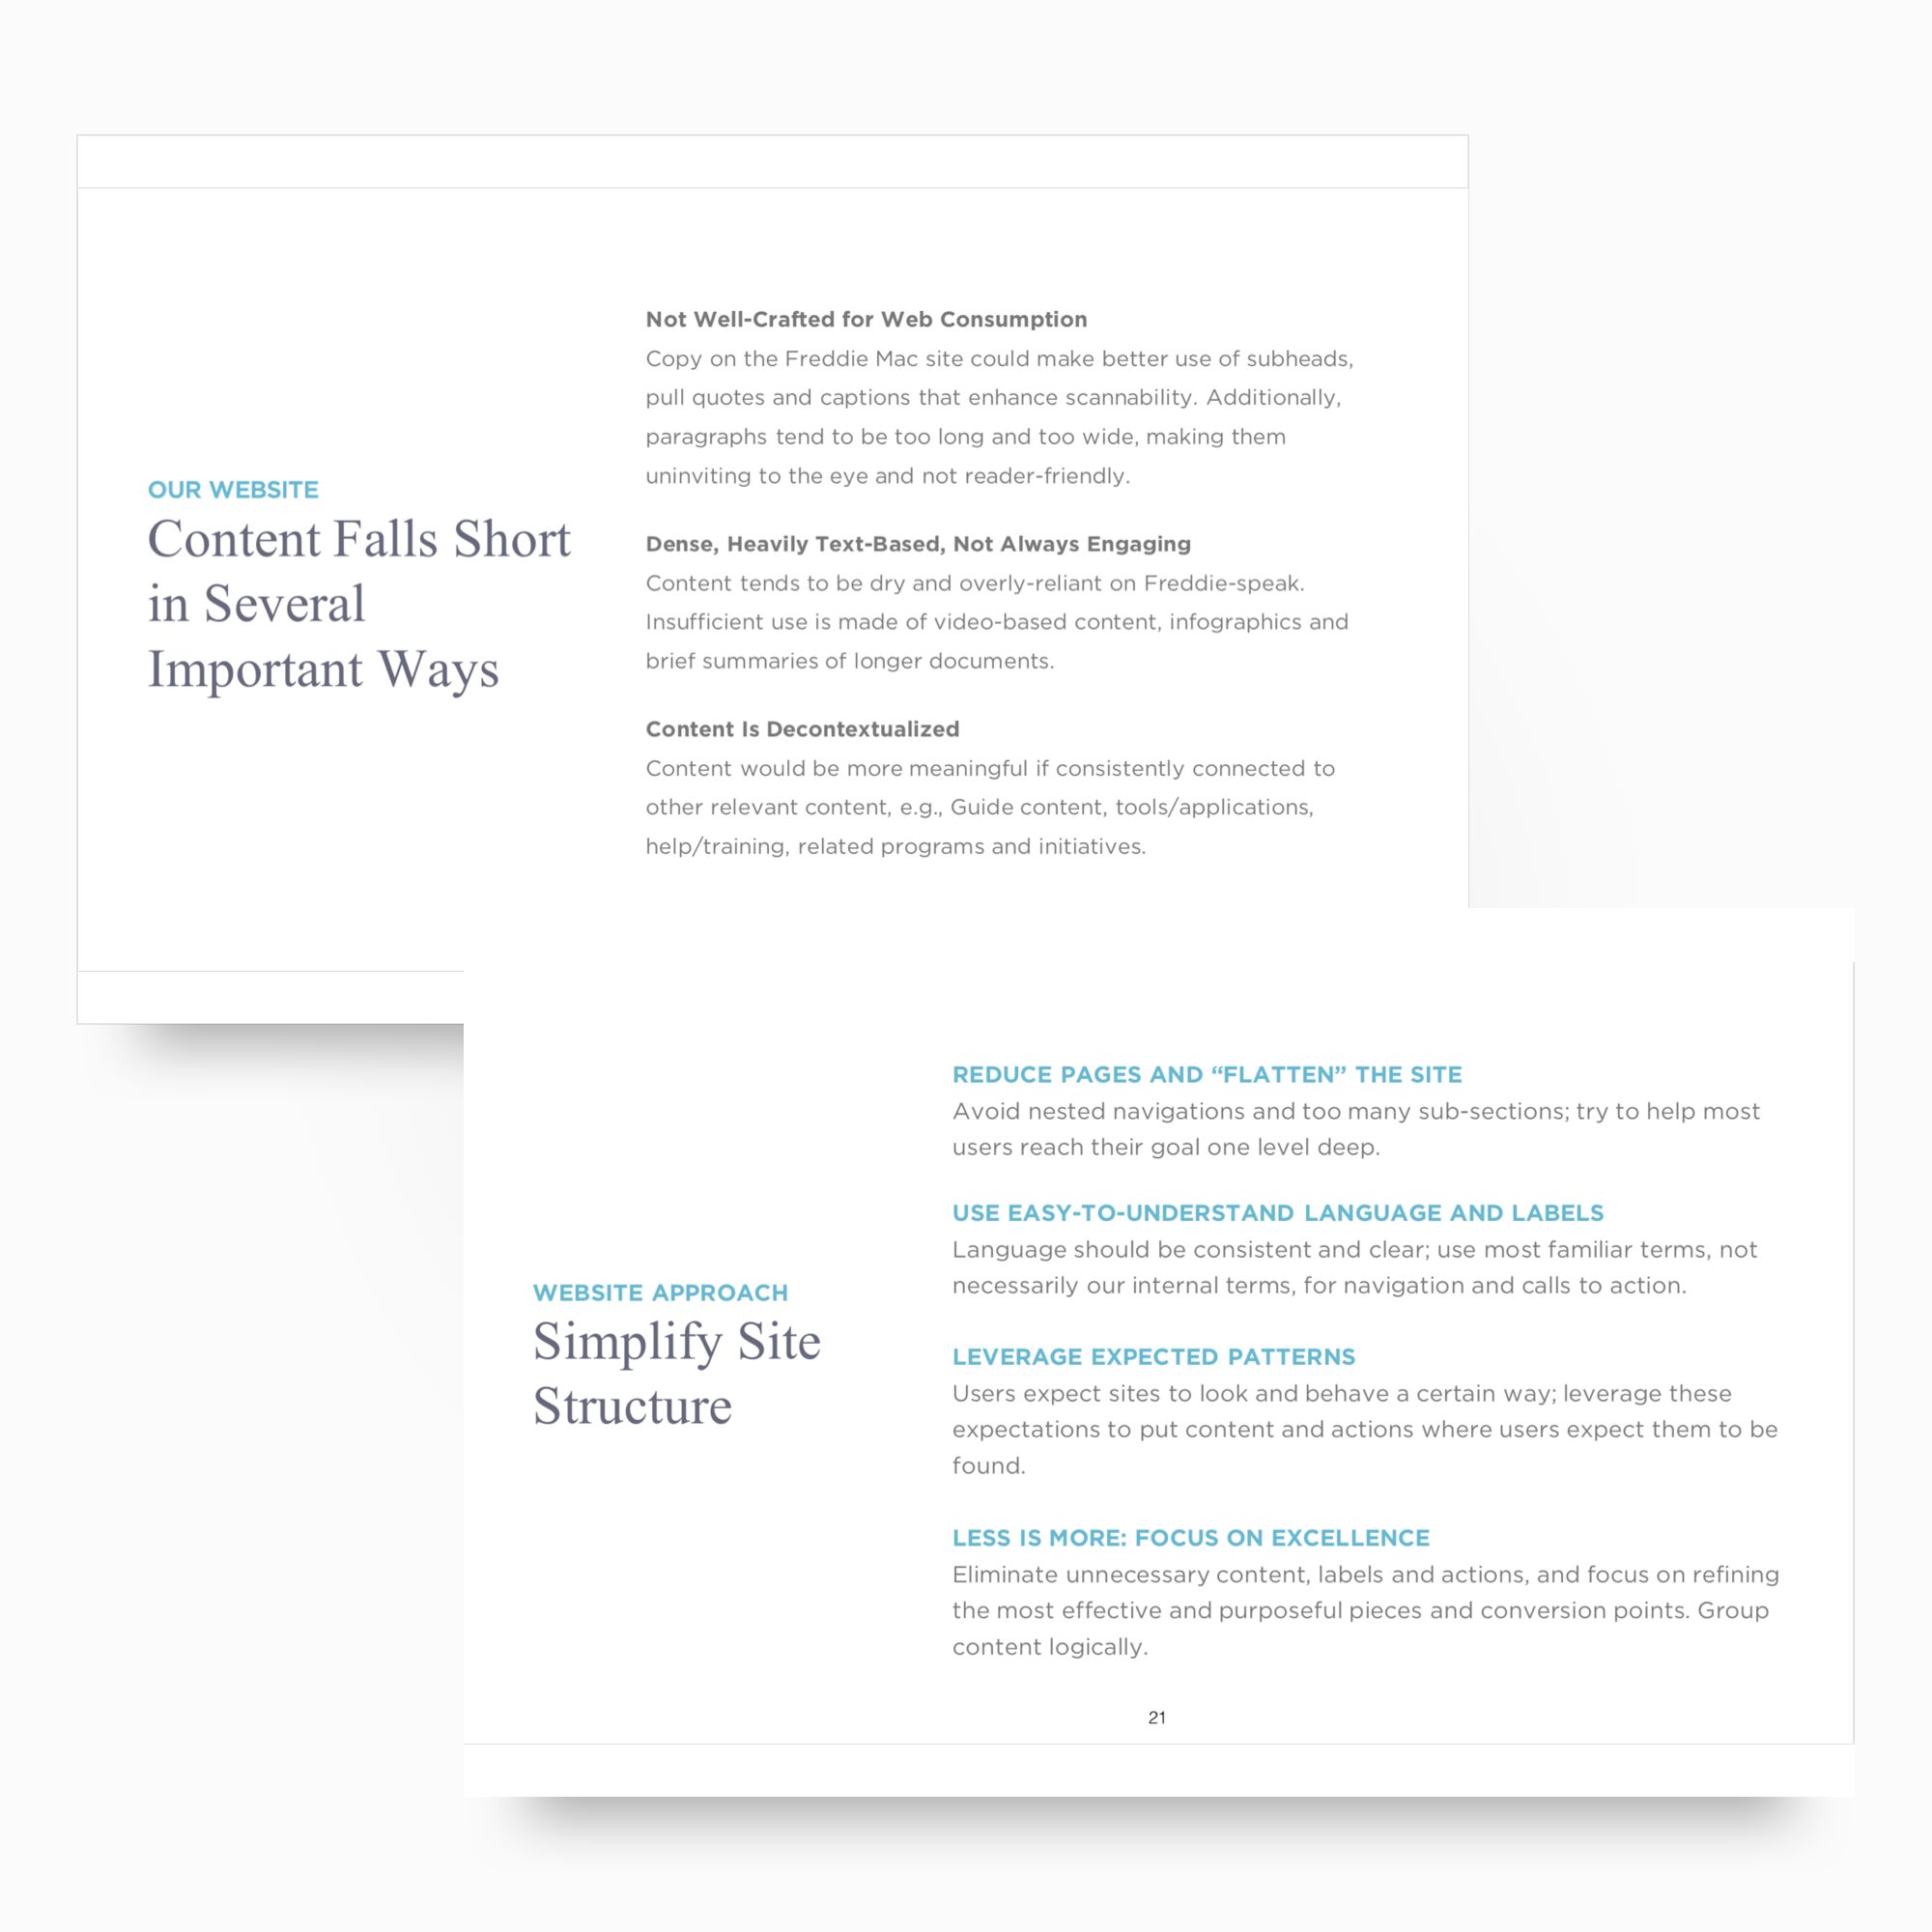 OUR WEBSITE
Content Falls Short
in Several
Important Ways
Not Well-Crafted for Web Consumption
Copy on the Freddie Mac site could make better use of subheads,
pull quotes and captions that enhance scannability. Additionally,
paragraphs tend to be too long and too wide, making them
uninviting to the eye and not reader-friendly.
Dense, Heavily Text-Based, Not Always Engaging
Content tends to be dry and overly-reliant on Freddie-speak.
Insufficient use is made of video-based content, infographics and
brief summaries of longer documents.
Content Is Decontextualized
Content would be more meaningful if consistently connected to
other relevant content, e.g., Guide content, tools/applications,
help/training, related programs and initiatives.
WEBSITE APPROACH
Simplify Site
Structure
REDUCE PAGES AND “FLATTEN” THE SITE
Avoid nested navigations and too many sub-sections; try to help most
users reach their goal one level deep.
USE EASY-TO-UNDERSTAND LANGUAGE AND LABELS
Language should be consistent and clear; use most familiar terms, not
necessarily our internal terms, for navigation and calls to action.
LEVERAGE EXPECTED PATTERNS
Users expect sites to look and behave a certain way; leverage these
expectations to put content and actions where users expect them to be
found.
LESS IS MORE: FOCUS ON EXCELLENCE
Eliminate unnecessary content, labels and actions, and focus on refining
the most effective and purposeful pieces and conversion points. Group
content logically.
21